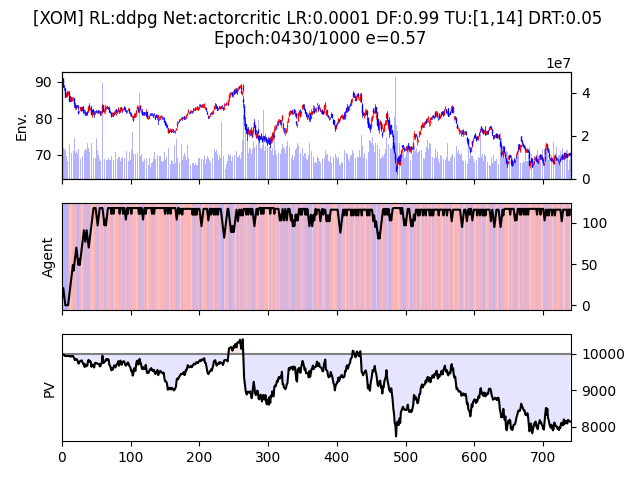 [XOM] RL:ddpg Net:actorcritic LR:0.0001 DF:0.99 TU:[1,14] DRT:0.05
Epoch:0430/1000 e=0.57
1e7
90
80
70
Env.
4
2
0
Agent
100
50
0
PV
10000
9000
8000
0 100 200 300 400 500 600 700